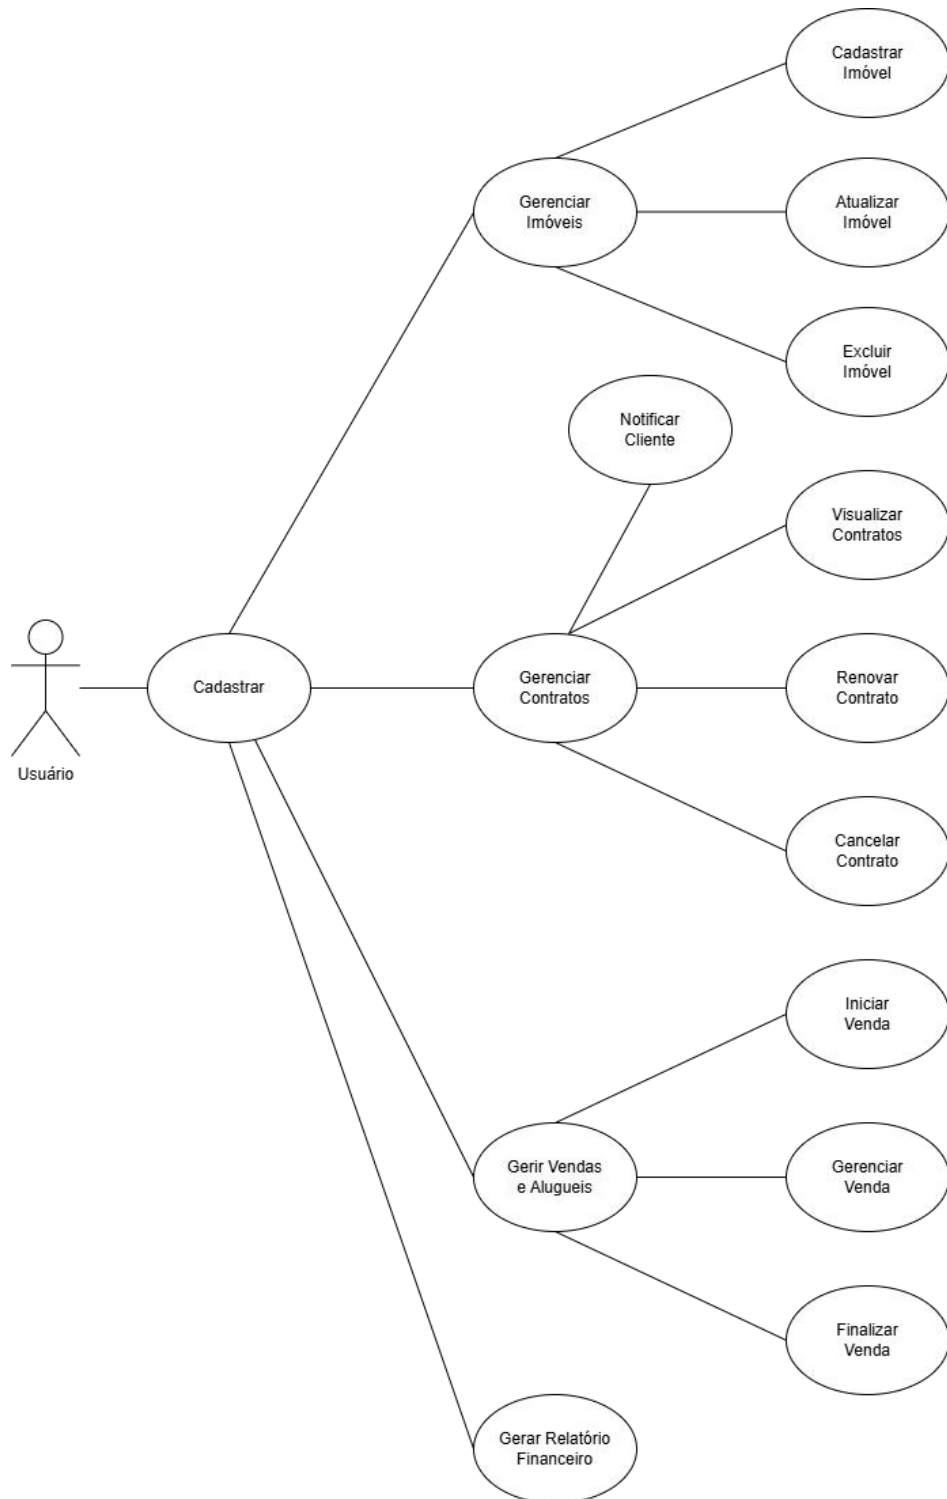 Cadastrar
Imóvel
Gerenciar
Imóveis
Atualizar
Imóvel
Excluir
Imóvel
Notificar
Cliente
Visualizar
Contratos
Usuário
Cadastrar
Gerenciar
Contratos
Renovar
Contrato
Cancelar
Contrato
Iniciar
Venda
Gerir Vendas
e Alugueis
Gerenciar
Venda
Finalizar
Venda
Gerar Relatório
Financeiro